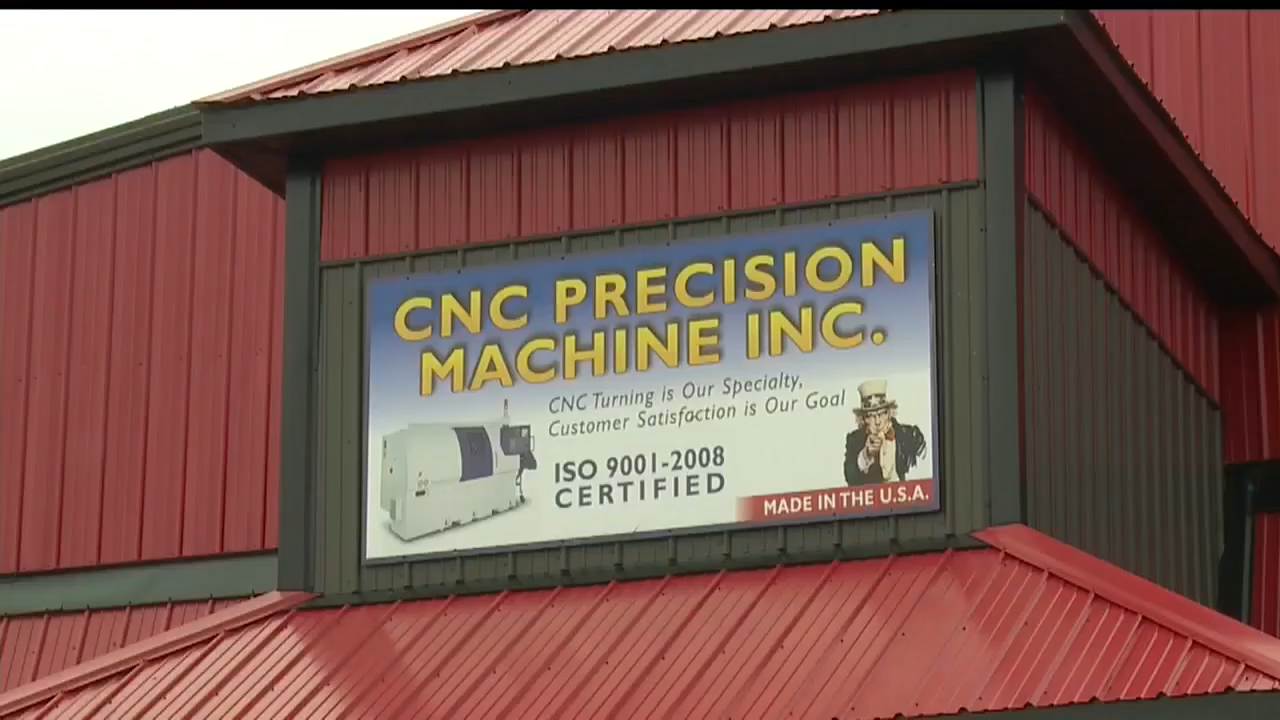 CNC PRECISION
MACHINE INC.
CNC Turning is Our Specialty,
Customer Satisfaction is Our Goal
ISO 9001-2008
CERTIFIED
MADE IN THE U.S.A.